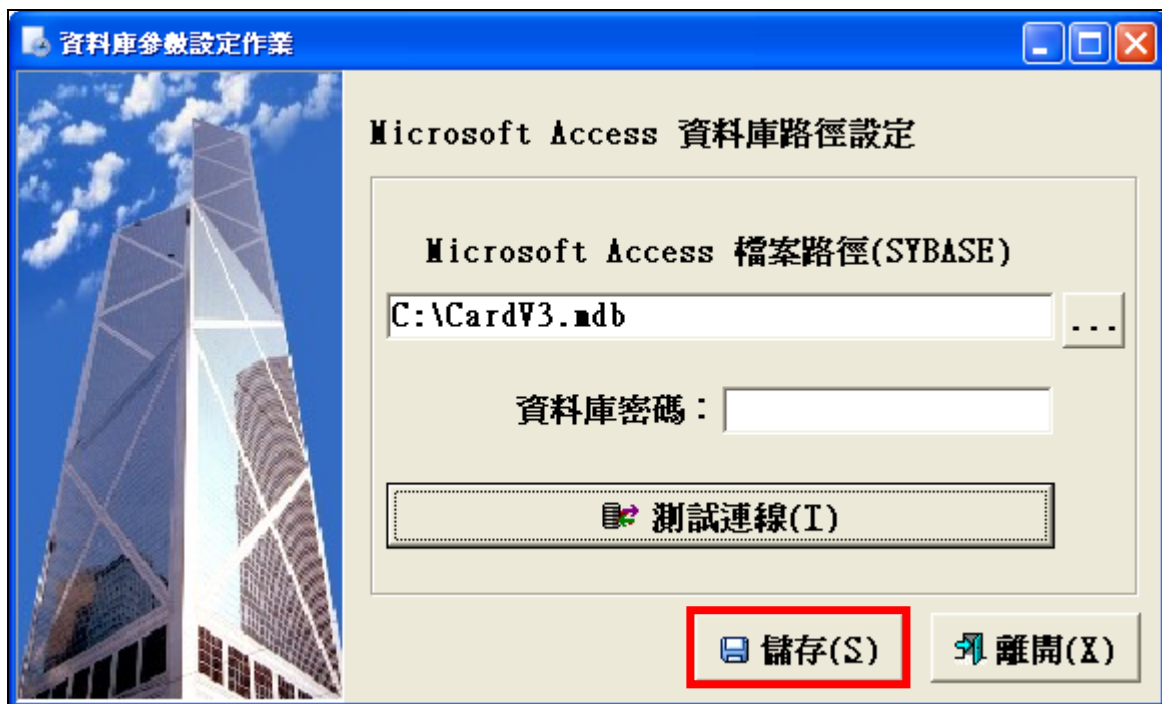 資料庫參數設定作業
Microsoft Access 資料庫路徑設定
Microsoft Access 檔案路徑(SYBASE)
C:\CardV3.mdb
...
資料庫密碼：
測試連線(T)
儲存(S)
離開(X)